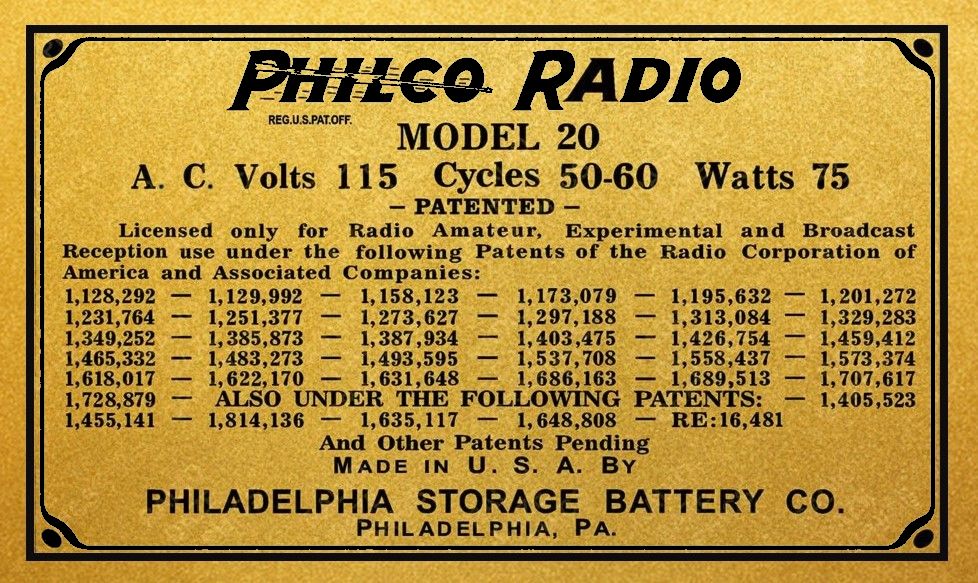 PHILCO RADIO
REG.U.S.PAT.OFF.
MODEL 20
A. C. Volts 115 Cycles 50-60 Watts 75
– PATENTED –
Licensed only for Radio Amateur, Experimental and Broadcast
Reception use under the following Patents of the Radio Corporation of
America and Associated Companies:
1,128,292 — 1,129,992 — 1,158,123 — 1,173,079 — 1,195,632 — 1,201,272
1,231,764 — 1,251,377 — 1,273,627 — 1,297,188 — 1,313,084 — 1,329,283
1,349,252 — 1,385,873 — 1,387,934 — 1,403,475 — 1,426,754 — 1,459,412
1,465,332 — 1,483,273 — 1,493,595 — 1,537,708 — 1,558,437 — 1,573,374
1,618,017 — 1,622,170 — 1,631,648 — 1,686,163 — 1,689,513 — 1,707,617
1,728,879 — ALSO UNDER THE FOLLOWING PATENTS: — 1,405,523
1,455,141 — 1,814,136 — 1,635,117 — 1,648,808 — RE:16,481
And Other Patents Pending
MADE IN U. S. A. BY
PHILADELPHIA STORAGE BATTERY CO.
PHILADELPHIA, PA.